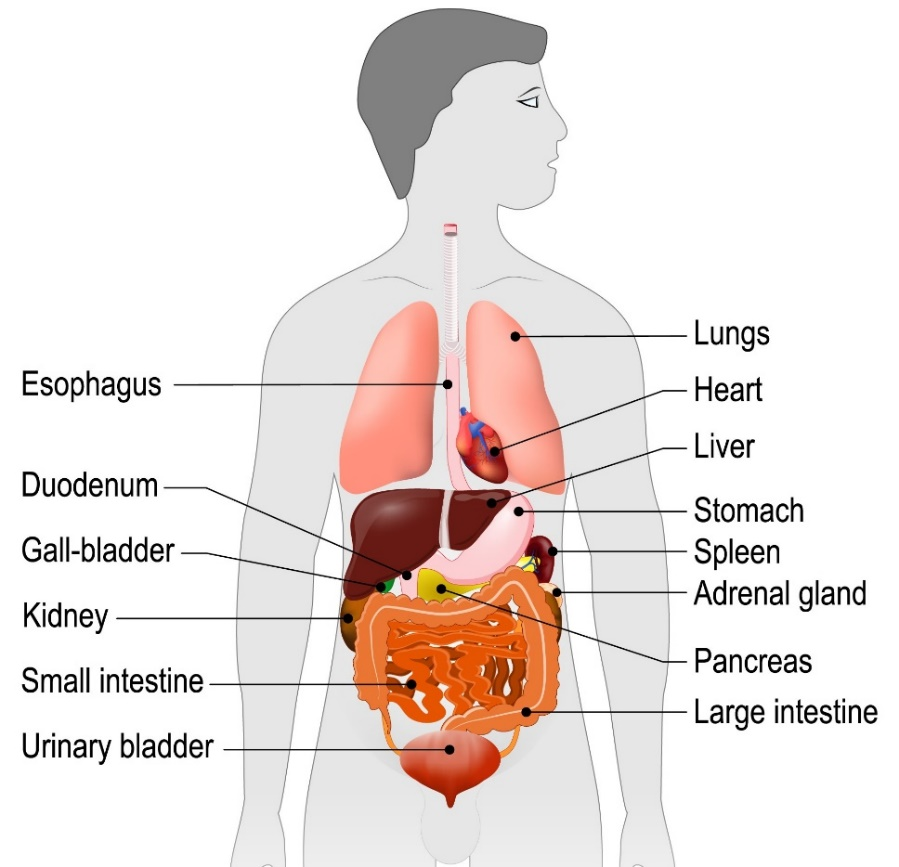 Esophagus
Duodenum
Gall-bladder
Kidney
Small intestine
Urinary bladder
Lungs
Heart
Liver
Stomach
Spleen
Adrenal gland
Pancreas
Large intestine